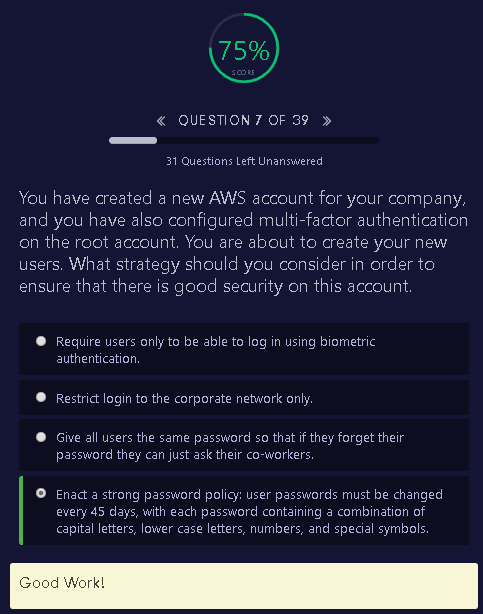 75%
SCORE
« QUESTION 7 OF 39 »
31 Questions Left Unanswered
You have created a new AWS account for your company,
and you have also configured multi-factor authentication
on the root account. You are about to create your new
users. What strategy should you consider in order to
ensure that there is good security on this account.
Require users only to be able to log in using biometric
authentication.
Restrict login to the corporate network only.
Give all users the same password so that if they forget their
password they can just ask their co-workers.
Enact a strong password policy: user passwords must be changed
every 45 days, with each password containing a combination of
capital letters, lower case letters, numbers, and special symbols.
Good Work!